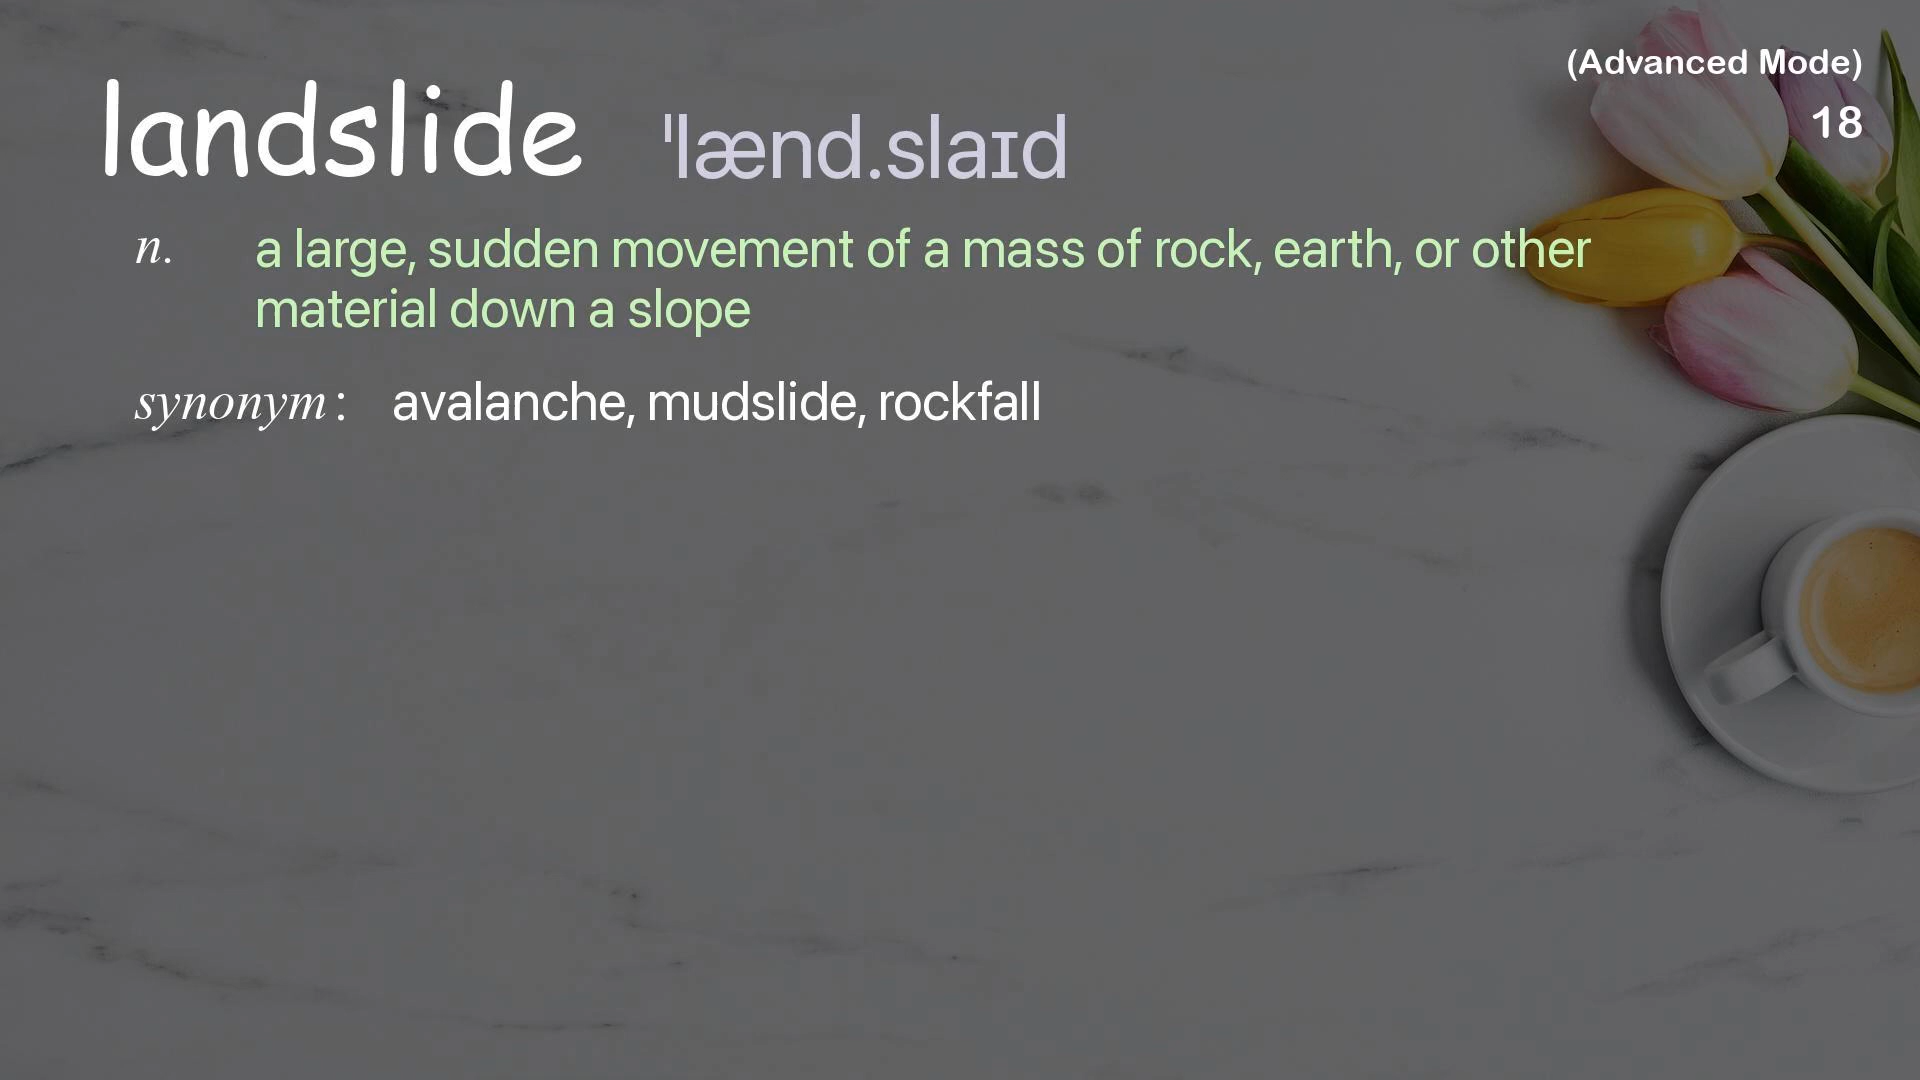 (Advanced Mode)
18
landslide ˈlænd.slaɪd
n. a large, sudden movement of a mass of rock, earth, or other
material down a slope
synonym: avalanche, mudslide, rockfall